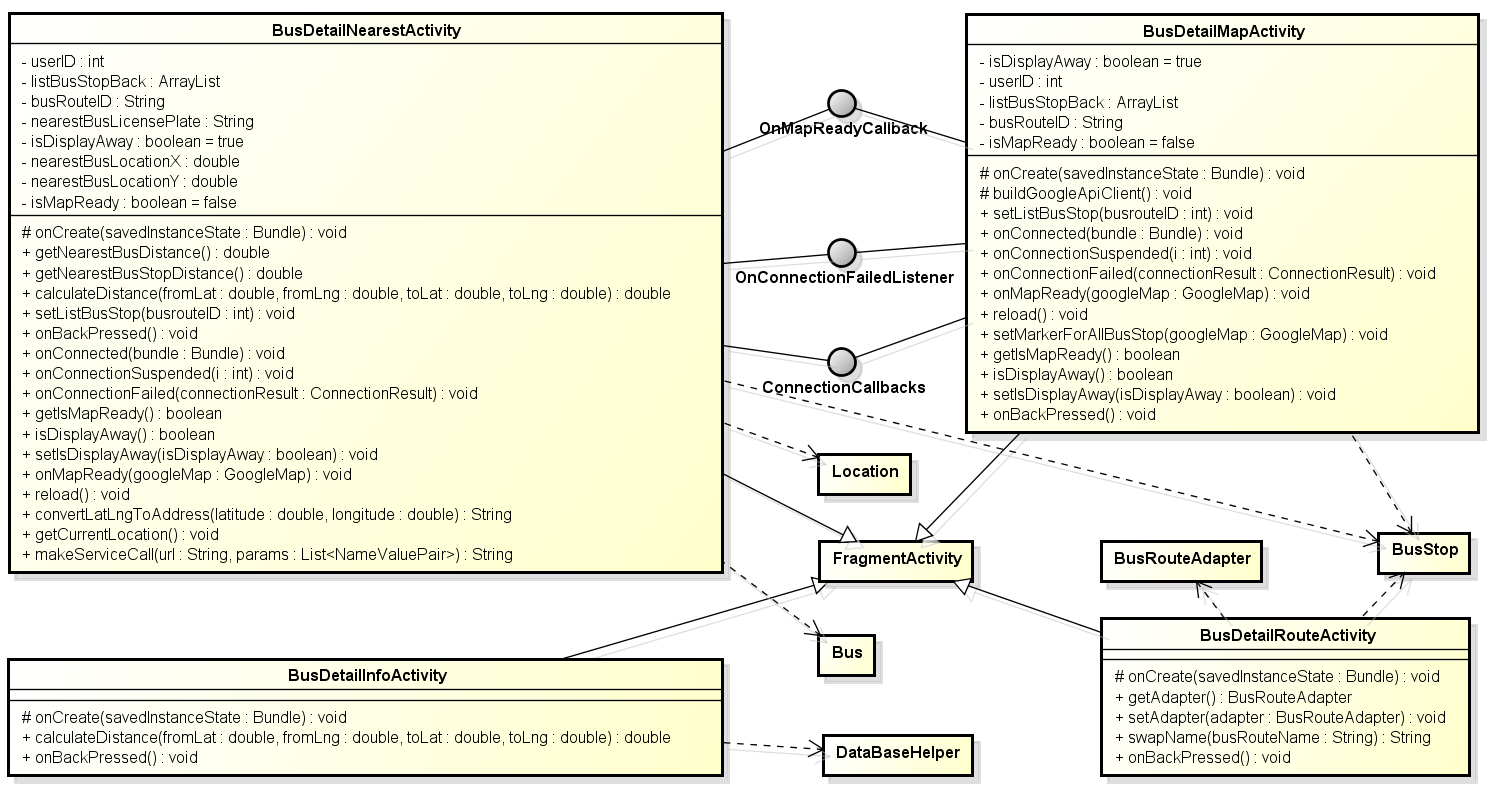 BusDetailNearestActivity
- userID : int
- listBusStopBack : ArrayList
- busRouteID : String
- nearestBusLicensePlate : String
- isDisplayAway : boolean = true
- nearestBusLocationX : double
- nearestBusLocationY : double
- isMapReady : boolean = false
# onCreate(savedInstanceState : Bundle) : void
+ getNearestBusDistance() : double
+ getNearestBusStopDistance() : double
+ calculateDistance(fromLat : double, fromLng : double, toLat : double, toLng : double) : double
+ setListBusStop(busrouteID : int) : void
+ onBackPressed() : void
+ onConnected(bundle : Bundle) : void
+ onConnectionSuspended(i : int) : void
+ onConnectionFailed(connectionResult : ConnectionResult) : void
+ getIsMapReady() : boolean
+ isDisplayAway() : boolean
+ setIsDisplayAway(isDisplayAway : boolean) : void
+ onMapReady(googleMap : GoogleMap) : void
+ reload() : void
+ convertLatLngToAddress(latitude : double, longitude : double) : String
+ getCurrentLocation() : void
+ makeServiceCall(url : String, params : List<NameValuePair>) : String
OnMapReadyCallback
OnConnectionFailedListener
ConnectionCallbacks
BusDetailMapActivity
- isDisplayAway : boolean = true
- userID : int
- listBusStopBack : ArrayList
- busRouteID : String
- isMapReady : boolean = false
# onCreate(savedInstanceState : Bundle) : void
# buildGoogleApiClient() : void
+ setListBusStop(busrouteID : int) : void
+ onConnected(bundle : Bundle) : void
+ onConnectionSuspended(i : int) : void
+ onConnectionFailed(connectionResult : ConnectionResult) : void
+ onMapReady(googleMap : GoogleMap) : void
+ reload() : void
+ setMarkerForAllBusStop(googleMap : GoogleMap) : void
+ getIsMapReady() : boolean
+ isDisplayAway() : boolean
+ setIsDisplayAway(isDisplayAway : boolean) : void
+ onBackPressed() : void
Location
FragmentActivity
BusRouteAdapter
BusStop
Bus
DataBaseHelper
BusDetailInfoActivity
# onCreate(savedInstanceState : Bundle) : void
+ calculateDistance(fromLat : double, fromLng : double, toLat : double, toLng : double) : double
+ onBackPressed() : void
BusDetailRouteActivity
# onCreate(savedInstanceState : Bundle) : void
+ getAdapter() : BusRouteAdapter
+ setAdapter(adapter : BusRouteAdapter) : void
+ swapName(busRouteName : String) : String
+ onBackPressed() : void